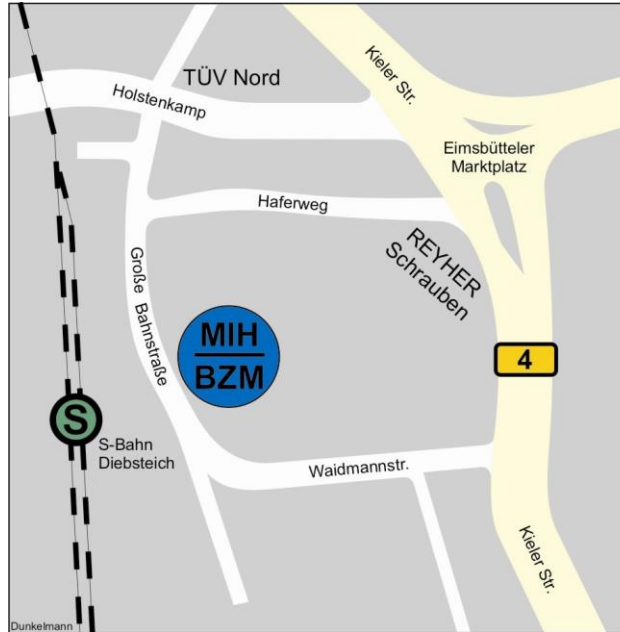 TÜV Nord
Kieler Str.
Holstenkamp
Eimsbütteler
Marktplatz
Haferweg
REYHER
Schrauben
Große Bahnstraße
MIH
BZM
4
S
S-Bahn
Diebsteich
Waidmannstr.
Kieler Str.
Dunkelmann